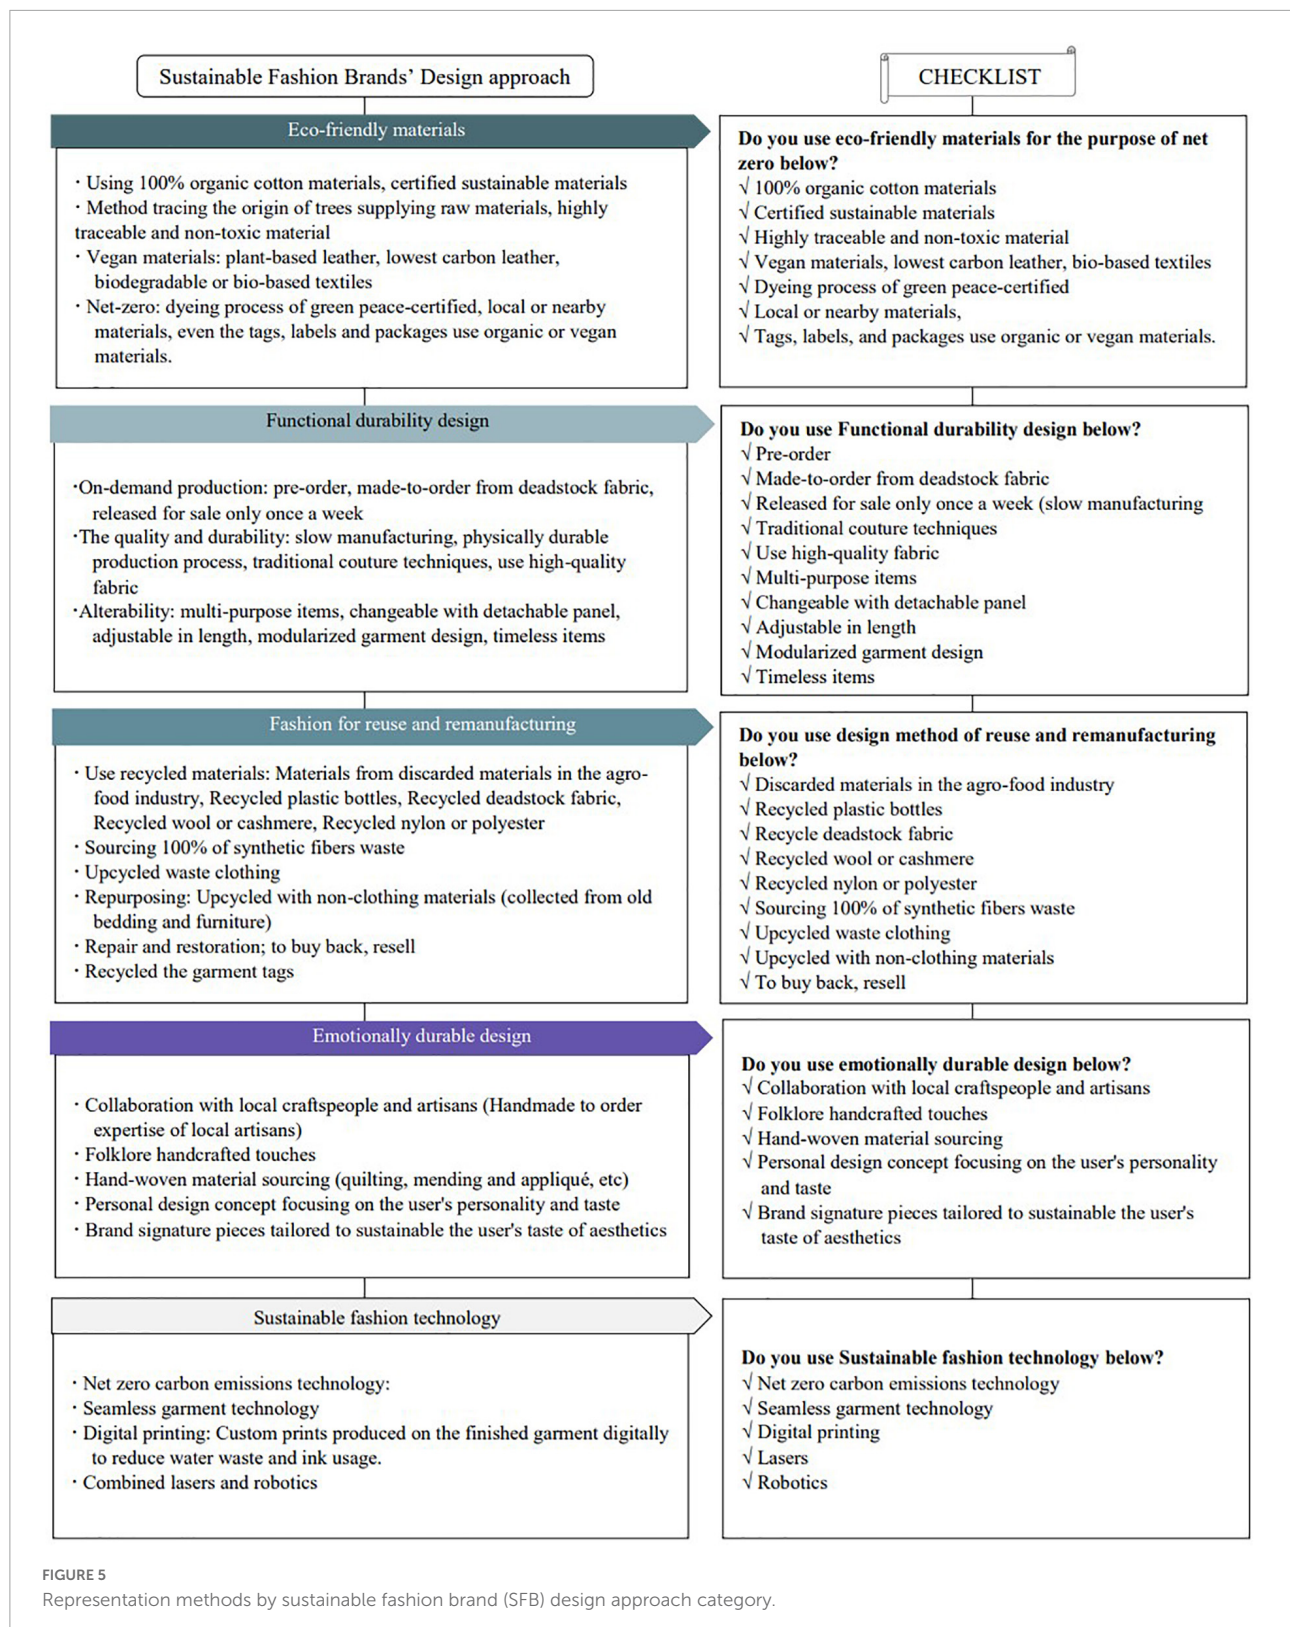 Sustainable Fashion Brands’ Design approach
CHECKLIST
Eco-friendly materials
· Using 100% organic cotton materials, certified sustainable materials
· Method tracing the origin of trees supplying raw materials, highly
traceable and non-toxic material
· Vegan materials: plant-based leather, lowest carbon leather,
biodegradable or bio-based textiles
· Net-zero: dyeing process of green peace-certified, local or nearby
materials, even the tags, labels and packages use organic or vegan
materials.
Do you use eco-friendly materials for the purpose of net
zero below?
√ 100% organic cotton materials
√ Certified sustainable materials
√ Highly traceable and non-toxic material
√ Vegan materials, lowest carbon leather, bio-based textiles
√ Dyeing process of green peace-certified
√ Local or nearby materials,
√ Tags, labels, and packages use organic or vegan materials.
Functional durability design
·On-demand production: pre-order, made-to-order from deadstock fabric,
released for sale only once a week
·The quality and durability: slow manufacturing, physically durable
production process, traditional couture techniques, use high-quality
fabric
·Alterability: multi-purpose items, changeable with detachable panel,
adjustable in length, modularized garment design, timeless items
Do you use Functional durability design below?
√ Pre-order
√ Made-to-order from deadstock fabric
√ Released for sale only once a week (slow manufacturing
√ Traditional couture techniques
√ Use high-quality fabric
√ Multi-purpose items
√ Changeable with detachable panel
√ Adjustable in length
√ Modularized garment design
√ Timeless items
Fashion for reuse and remanufacturing
· Use recycled materials: Materials from discarded materials in the agro-
food industry, Recycled plastic bottles, Recycled deadstock fabric,
Recycled wool or cashmere, Recycled nylon or polyester
· Sourcing 100% of synthetic fibers waste
· Upcycled waste clothing
· Repurposing: Upcycled with non-clothing materials (collected from old
bedding and furniture)
· Repair and restoration; to buy back, resell
· Recycled the garment tags
Do you use design method of reuse and remanufacturing
below?
√ Discarded materials in the agro-food industry
√ Recycled plastic bottles
√ Recycle deadstock fabric
√ Recycled wool or cashmere
√ Recycled nylon or polyester
√ Sourcing 100% of synthetic fibers waste
√ Upcycled waste clothing
√ Upcycled with non-clothing materials
√ To buy back, resell
Emotionally durable design
· Collaboration with local craftspeople and artisans (Handmade to order
expertise of local artisans)
· Folklore handcrafted touches
· Hand-woven material sourcing (quilting, mending and appliqué, etc)
· Personal design concept focusing on the user's personality and taste
· Brand signature pieces tailored to sustainable the user's taste of aesthetics
Do you use emotionally durable design below?
√ Collaboration with local craftspeople and artisans
√ Folklore handcrafted touches
√ Hand-woven material sourcing
√ Personal design concept focusing on the user's personality
and taste
√ Brand signature pieces tailored to sustainable the user's
taste of aesthetics
Sustainable fashion technology
· Net zero carbon emissions technology:
· Seamless garment technology
· Digital printing: Custom prints produced on the finished garment digitally
to reduce water waste and ink usage.
· Combined lasers and robotics
Do you use Sustainable fashion technology below?
√ Net zero carbon emissions technology
√ Seamless garment technology
√ Digital printing
√ Lasers
√ Robotics
FIGURE 5
Representation methods by sustainable fashion brand (SFB) design approach category.